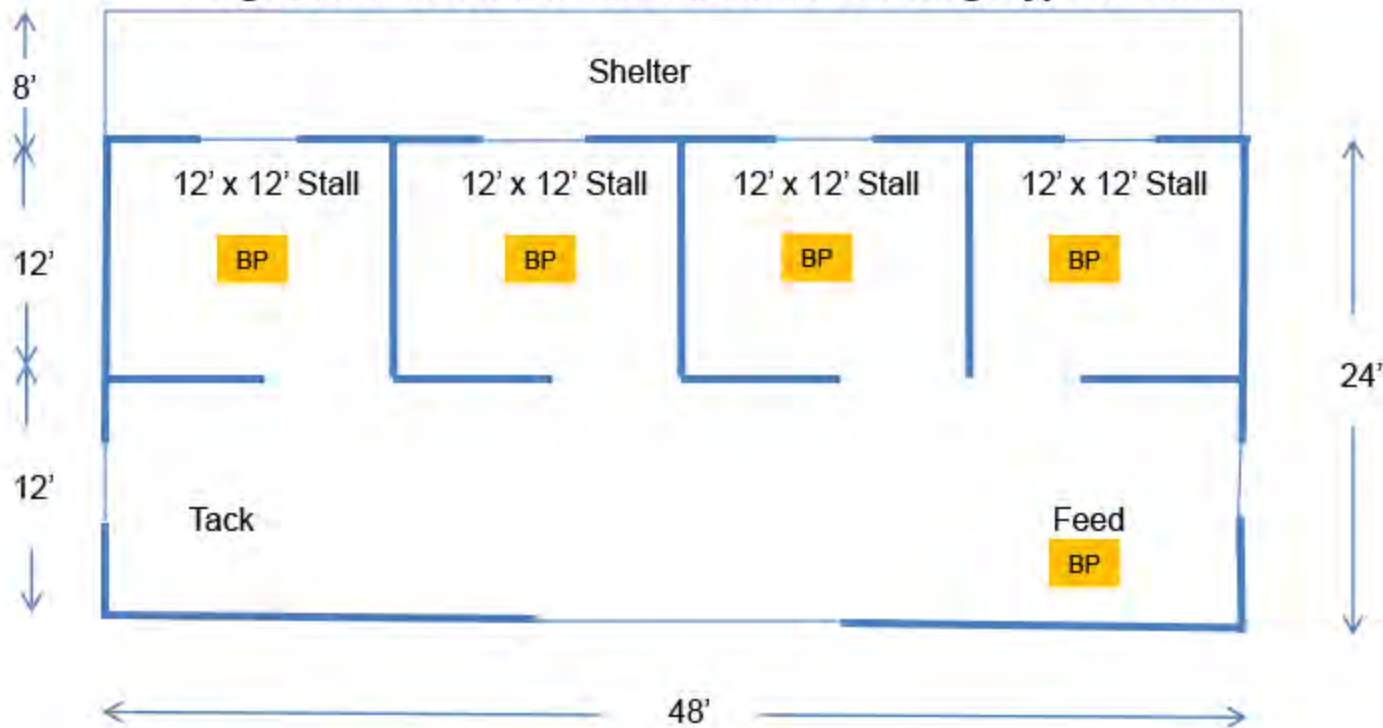 8'
Shelter
12' x 12' Stall 12' x 12' Stall 12' x 12' Stall 12' x 12' Stall
12' BP BP BP BP
24'
12'
Tack Feed
BP
48'